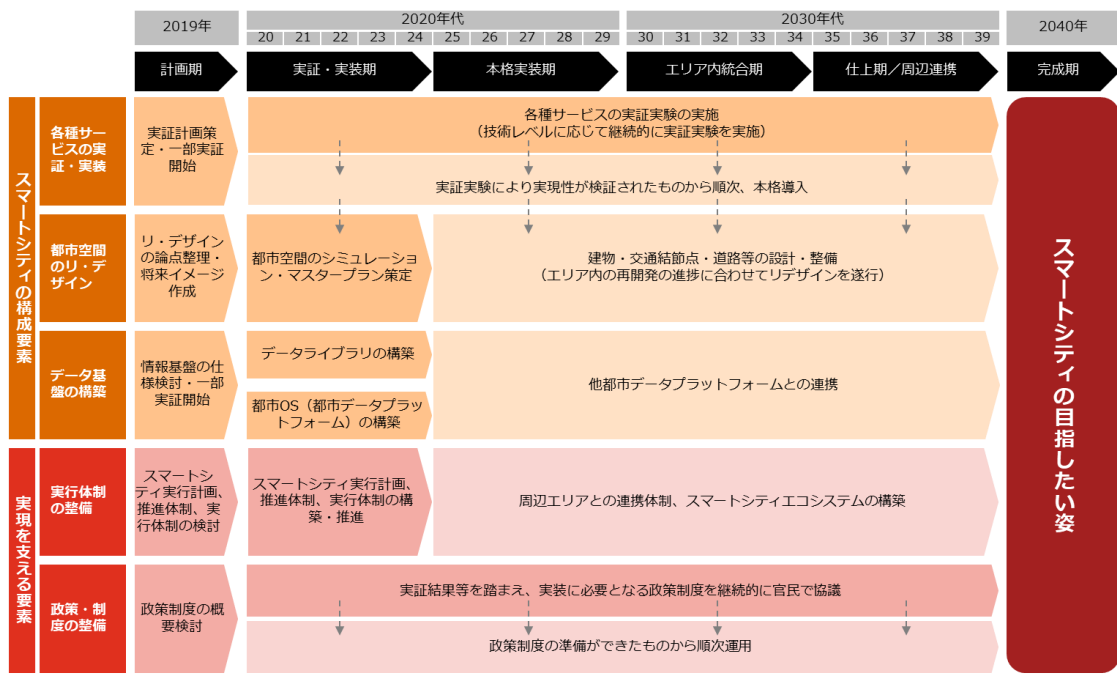 2019年
2020年代
2030年代
2040年
20 21 22 23 24 25 26 27 28 29 30 31 32 33 34 35 36 37 38 39
計画期
実証・実装期
本格実装期
エリア内統合期
仕上期／周辺連携
完成期
スマートシティの構成要素
各種サー
ビスの実
証・実装
実証計画策
定・一部実証
開始
各種サービスの実証実験の実施
（技術レベルに応じて継続的に実証実験を実施）
実証実験により実現性が検証されたものから順次、本格導入
都市空間
のリ・デ
ザイン
リ・デザイン
の論点整理・
将来イメージ
作成
都市空間のシミュレーショ
ン・マスタープラン策定
建物・交通結節点・道路等の設計・整備
（エリア内の再開発の進捗に合わせてリデザインを遂行）
データ基
盤の構築
情報基盤の仕
様検討・一部
実証開始
データライブラリの構築
都市OS（都市データプラッ
トフォーム）の構築
他都市データプラットフォームとの連携
実現を支える要素
実行体制
の整備
スマートシ
ティ実行計画、
推進体制、実
行体制の検討
スマートシティ実行計画、
推進体制、実行体制の構
築・推進
周辺エリアとの連携体制、スマートシティエコシステムの構築
政策・制
度の整備
政策制度の概
要検討
実証結果等を踏まえ、実装に必要となる政策制度を継続的に官民で協議
政策制度の準備ができたものから順次運用
スマートシティの目指したい姿